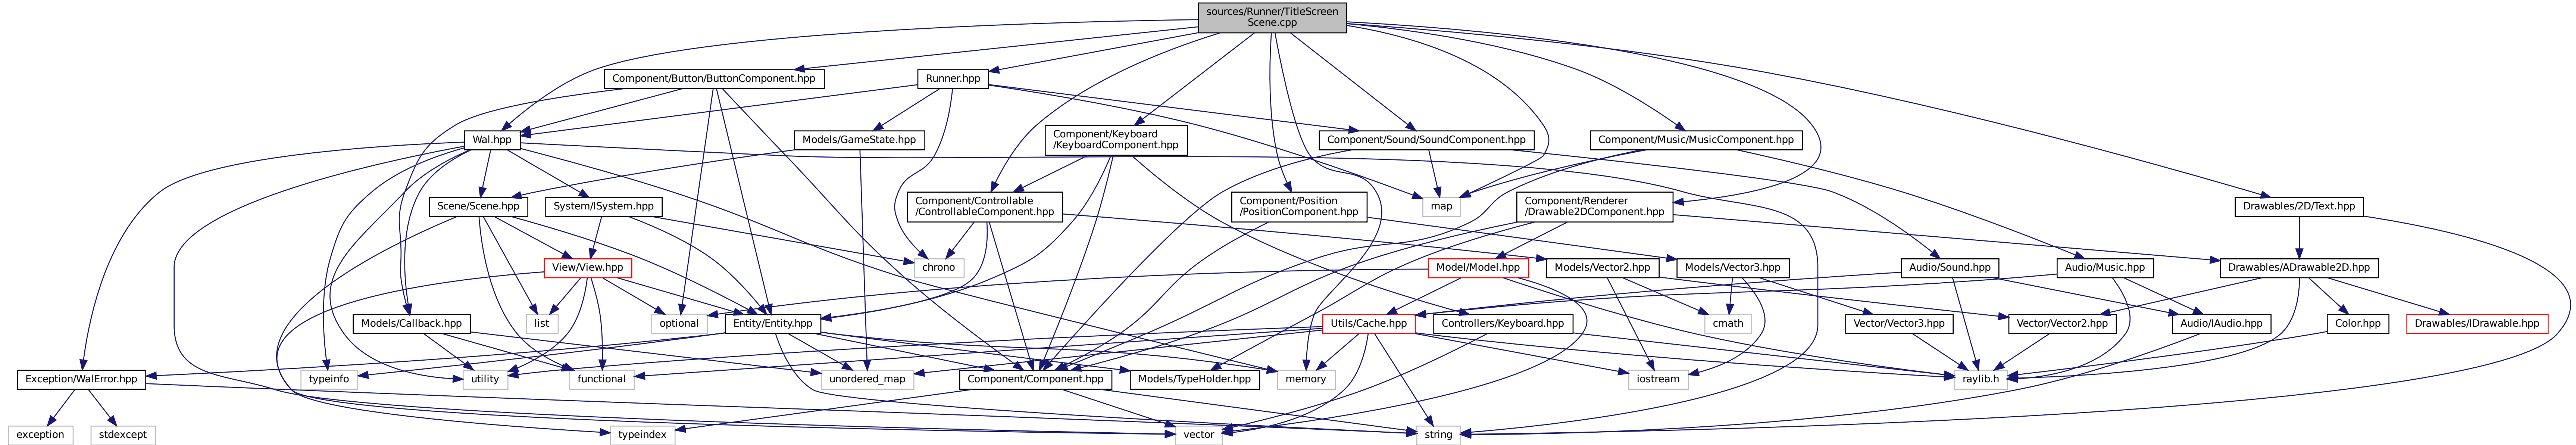 sources/Runner/TitleScreen
Scene.cpp
Component/Button/ButtonComponent.hpp
Runner.hpp
Wal.hpp
Models/GameState.hpp
Component/Keyboard
/KeyboardComponent.hpp
Component/Sound/SoundComponent.hpp
Component/Music/MusicComponent.hpp
Scene/Scene.hpp
System/ISystem.hpp
Component/Controllable
/ControllableComponent.hpp
Component/Position
/PositionComponent.hpp
map
Component/Renderer
/Drawable2DComponent.hpp
Drawables/2D/Text.hpp
View/View.hpp
chrono
Model/Model.hpp
Models/Vector2.hpp
Models/Vector3.hpp
Audio/Sound.hpp
Audio/Music.hpp
Drawables/ADrawable2D.hpp
Models/Callback.hpp
list
optional
Entity/Entity.hpp
Utils/Cache.hpp
Controllers/Keyboard.hpp
cmath
Vector/Vector3.hpp
Vector/Vector2.hpp
Audio/IAudio.hpp
Color.hpp
Drawables/IDrawable.hpp
Exception/WalError.hpp
typeinfo
utility
functional
unordered_map
Component/Component.hpp
Models/TypeHolder.hpp
memory
iostream
raylib.h
exception
stdexcept
typeindex
vector
string